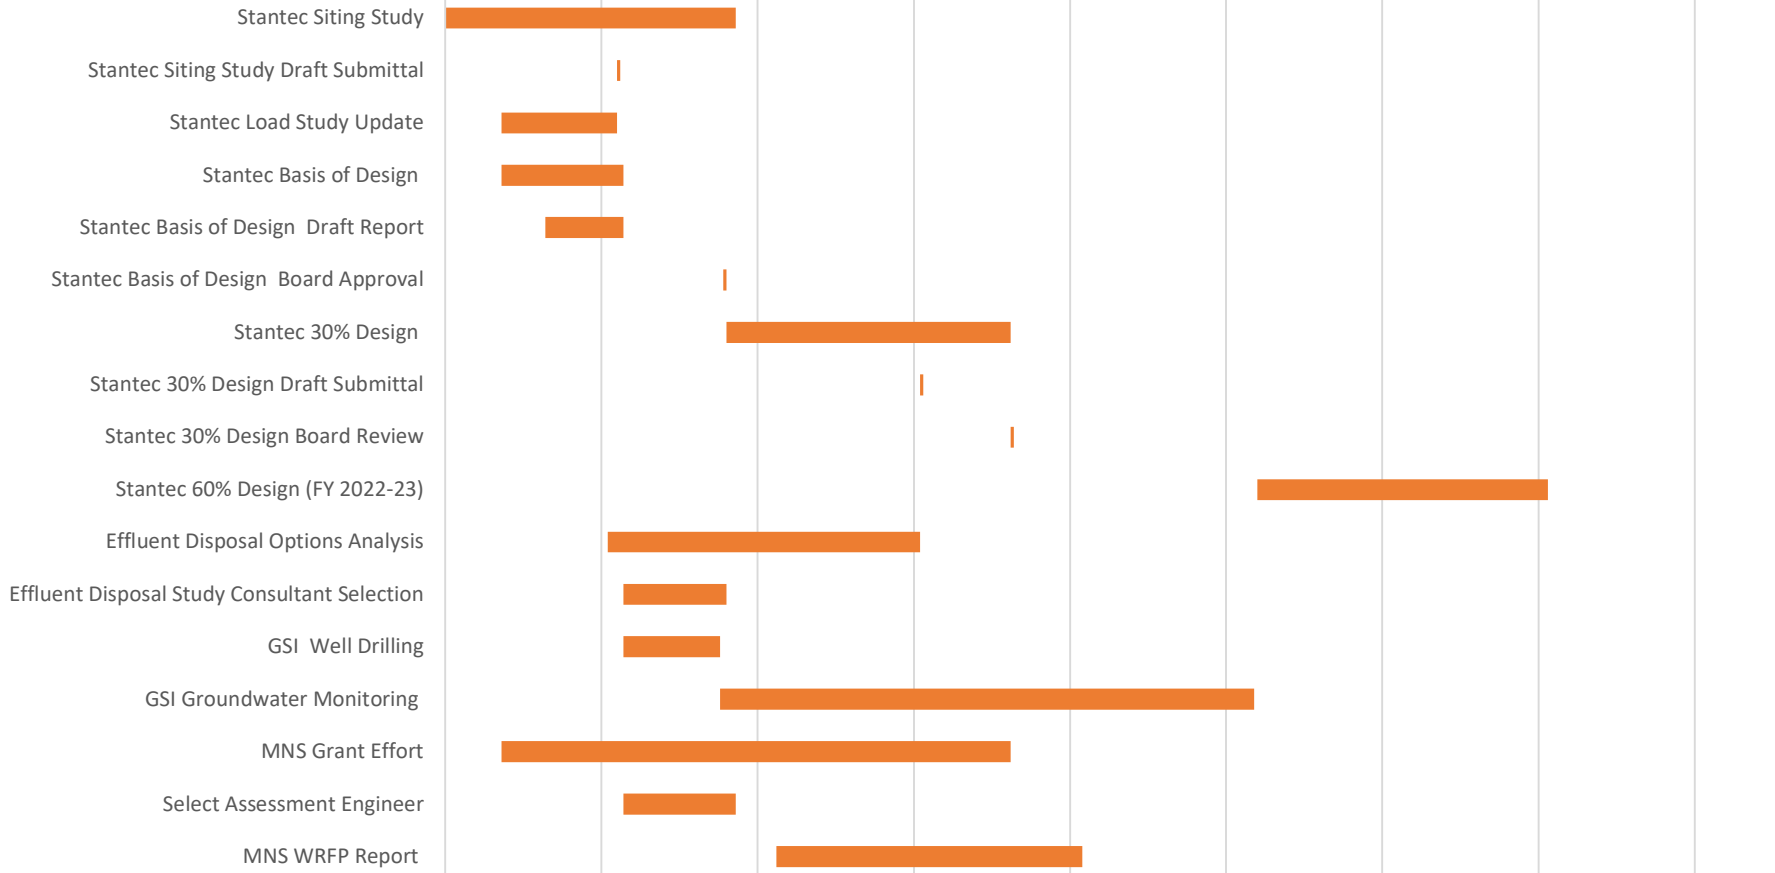 Stantec Siting Study
Stantec Siting Study Draft Submittal
Stantec Load Study Update
Stantec Basis of Design
Stantec Basis of Design  Draft Report
Stantec Basis of Design  Board Approval
Stantec 30% Design
Stantec 30% Design Draft Submittal
Stantec 30% Design Board Review
Stantec 60% Design (FY 2022-23)
Effluent Disposal Options Analysis
Effluent Disposal Study Consultant Selection
GSI  Well Drilling
GSI Groundwater Monitoring
MNS Grant Effort
Select Assessment Engineer
MNS WRFP Report